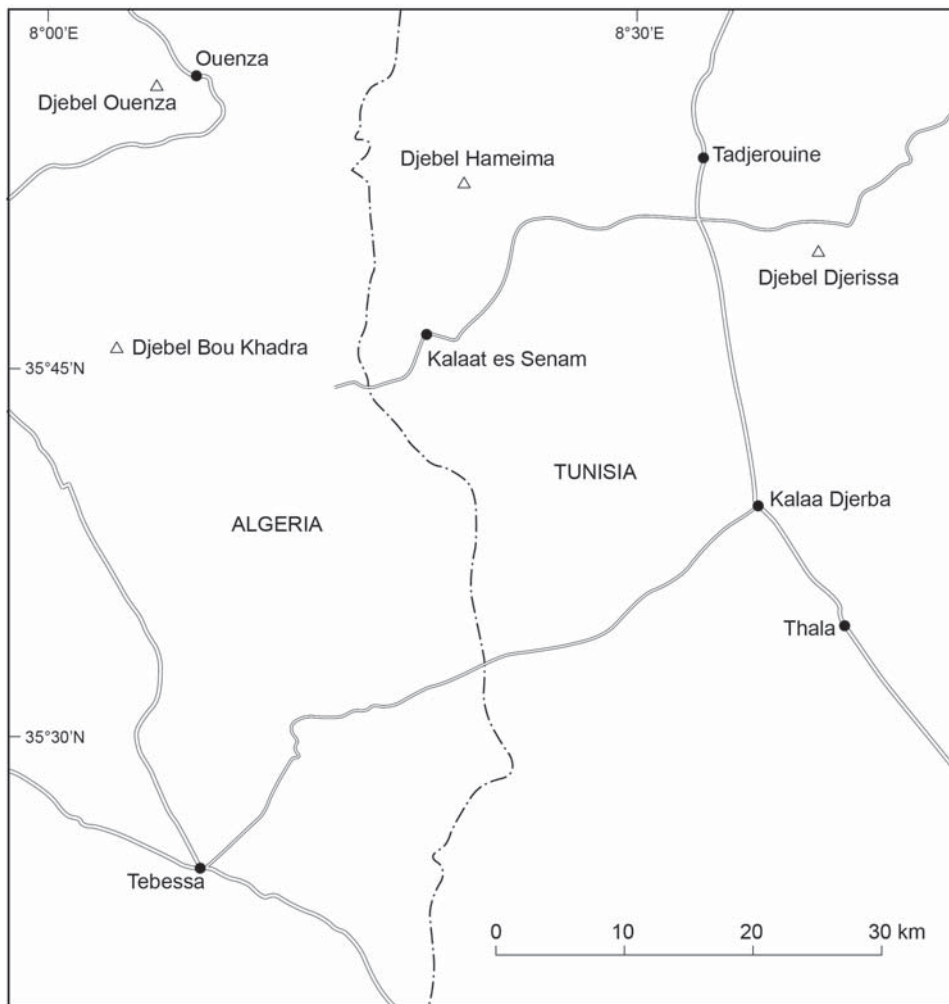 8°00'E
8°30'E
Ouenza
Djebel Ouenza
Djebel Hameima
Tadjerouine
Djebel Djerissa
Djebel Bou Khadra
Kalaat es Senam
35°45'N
TUNISIA
Kalaa Djerba
ALGERIA
Thala
35°30'N
Tebessa
0 10 20 30 km